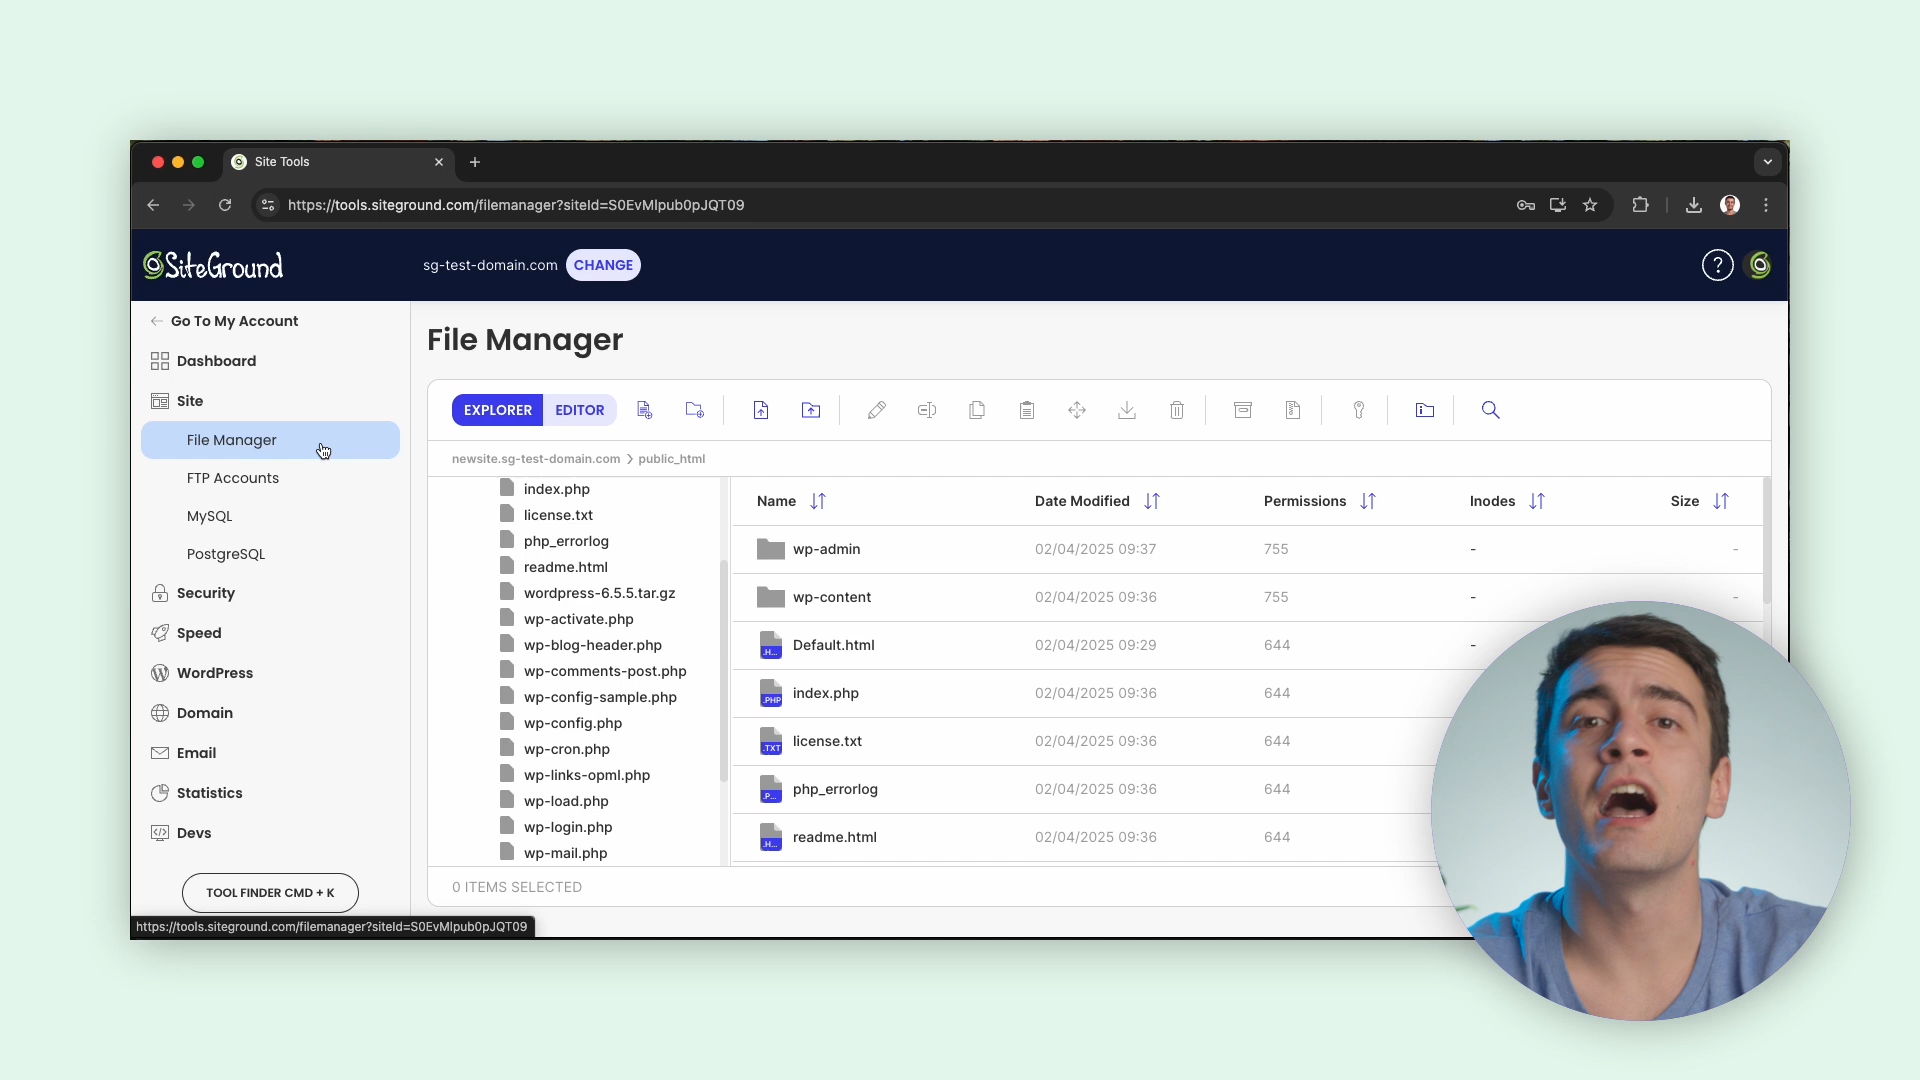 Site Tools
https://tools.siteground.com/filemanager?siteId=S0EvMlpub0pJQT09
SiteGround
sg-test-domain.com CHANGE
?
Go To My Account
Dashboard
Site
File Manager
FTP Accounts
MySQL
PostgreSQL
Security
Speed
WordPress
Domain
Email
Statistics
Devs
TOOL FINDER CMD + K
https://tools.siteground.com/filemanager?siteId=S0EvMlpub0pJQT09
File Manager
EXPLORER EDITOR
newsite.sg-test-domain.com > public_html
index.php
license.txt
php_errorlog
readme.html
wordpress-6.5.5.tar.gz
wp-activate.php
wp-blog-header.php
wp-comments-post.php
wp-config-sample.php
wp-config.php
wp-cron.php
wp-links-opml.php
wp-load.php
wp-login.php
wp-mail.php
Name Date Modified Permissions Inodes Size
wp-admin 02/04/2025 09:37 755 - -
wp-content 02/04/2025 09:36 755 - -
.H... Default.html 02/04/2025 09:29 644 -
.PHP index.php 02/04/2025 09:36 644
.TXT license.txt 02/04/2025 09:36 644
.P... php_errorlog 02/04/2025 09:36 644
.H... readme.html 02/04/2025 09:36 644
0 ITEMS SELECTED